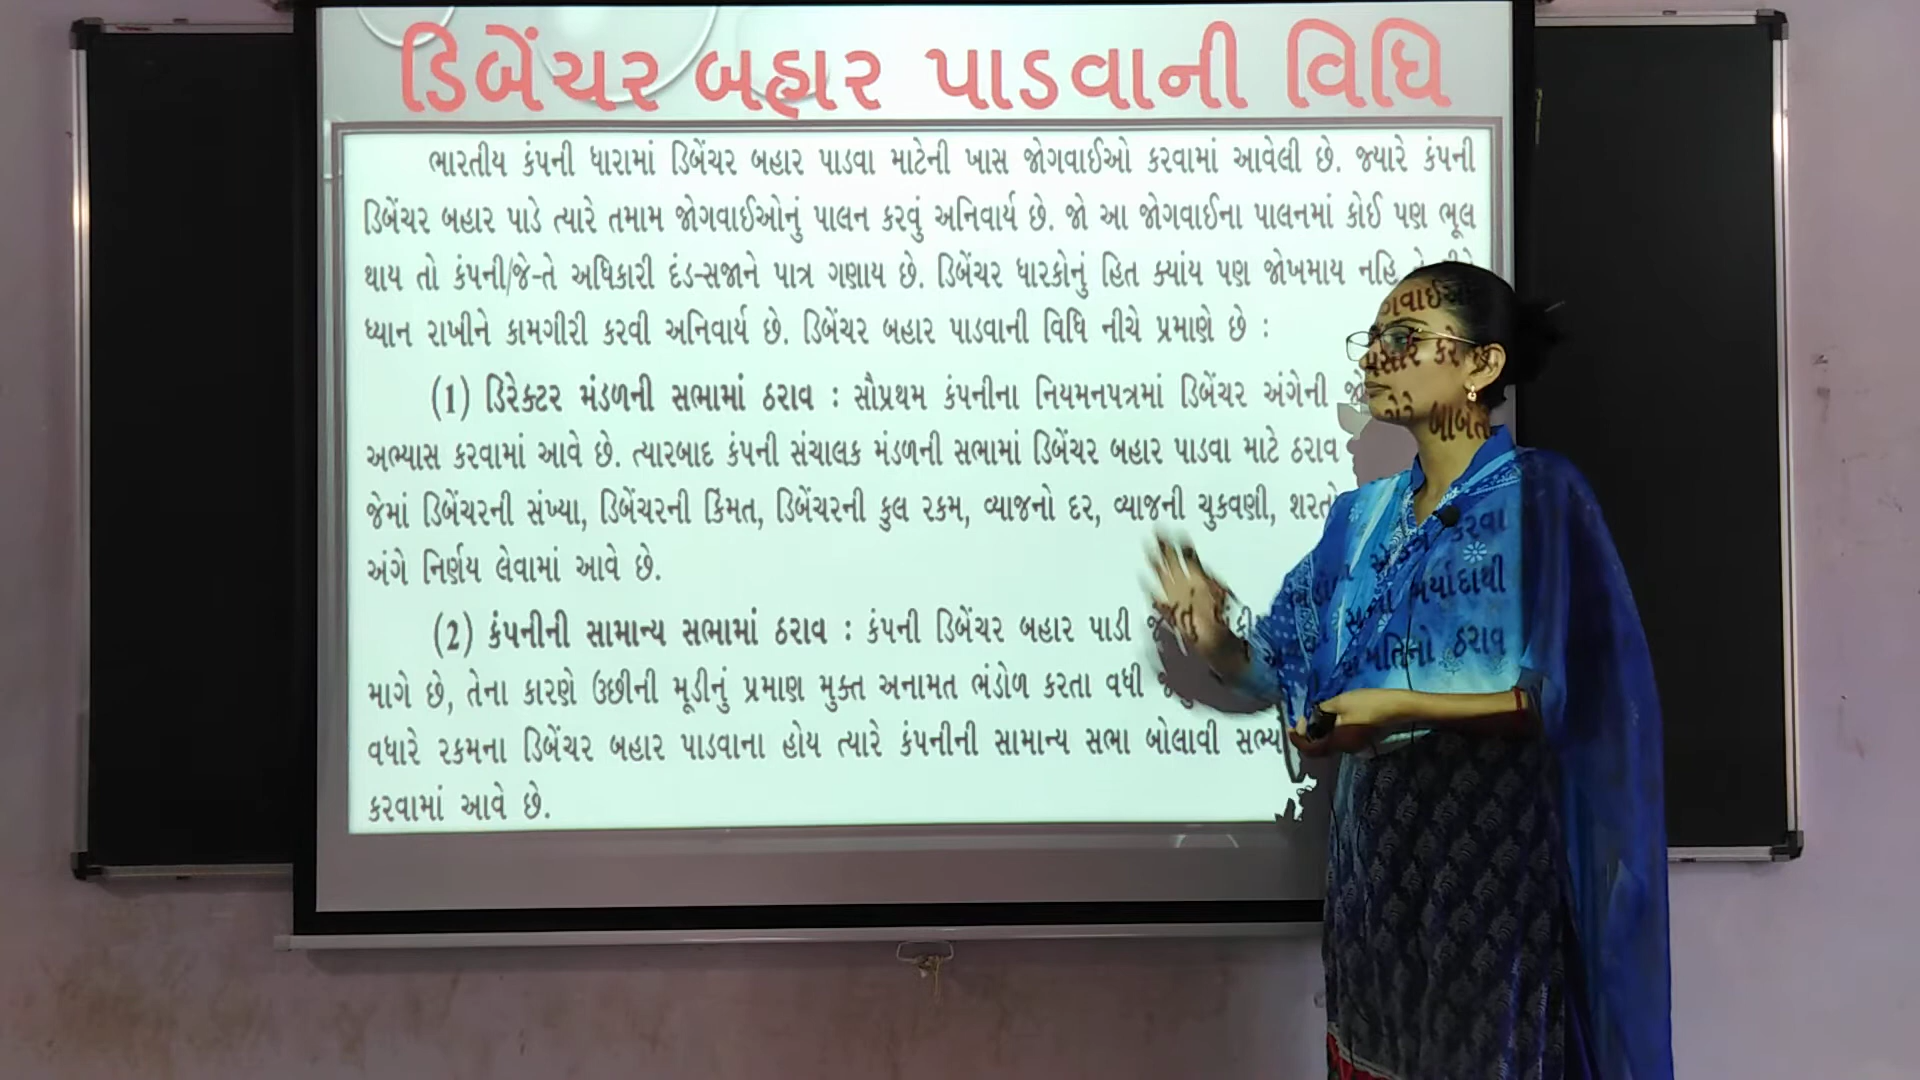 ડિબેંચર બહાર પાડવાની વિધિ
ભારતીય કંપની ધારામાં ડિબેંચર બહાર પાડવા માટેની ખાસ જોગવાઈઓ કરવામાં આવેલી છે. જ્યારે કંપની
ડિબેંચર બહાર પાડે ત્યારે તમામ જોગવાઈઓનું પાલન કરવું અનિવાર્ય છે. જો આ જોગવાઈના પાલનમાં કોઈ પણ ભૂલ
થાય તો કંપની/જે-તે અધિકારી દંડ-સજાને પાત્ર ગણાય છે. ડિબેંચર ધારકોનું હિત ક્યાંય પણ જોખમાય નહિ
ધ્યાન રાખીને કામગીરી કરવી અનિવાર્ય છે. ડિબેંચર બહાર પાડવાની વિધિ નીચે પ્રમાણે છે :
(1) ડિરેક્ટર મંડળની સભામાં ઠરાવ : સૌપ્રથમ કંપનીના નિયમનપત્રમાં ડિબેંચર અંગેની
અભ્યાસ કરવામાં આવે છે. ત્યારબાદ કંપની સંચાલક મંડળની સભામાં ડિબેંચર બહાર પાડવા માટે ઠરાવ
જેમાં ડિબેંચરની સંખ્યા, ડિબેંચરની કિંમત, ડિબેંચરની કુલ રકમ, વ્યાજનો દર, વ્યાજની ચુકવણી,
અંગે નિર્ણય લેવામાં આવે છે.
(2) કંપનીની સામાન્ય સભામાં ઠરાવ : કંપની ડિબેંચર બહાર પાડી
માગે છે, તેના કારણે ઉછીની મૂડીનું પ્રમાણ મુક્ત અનામત ભંડોળ કરતા વધી મર્યાદાથી
વધારે રકમના ડિબેંચર બહાર પાડવાના હોય ત્યારે કંપનીની સામાન્ય સભા બોલાવી ઠરાવ
કરવામાં આવે છે.